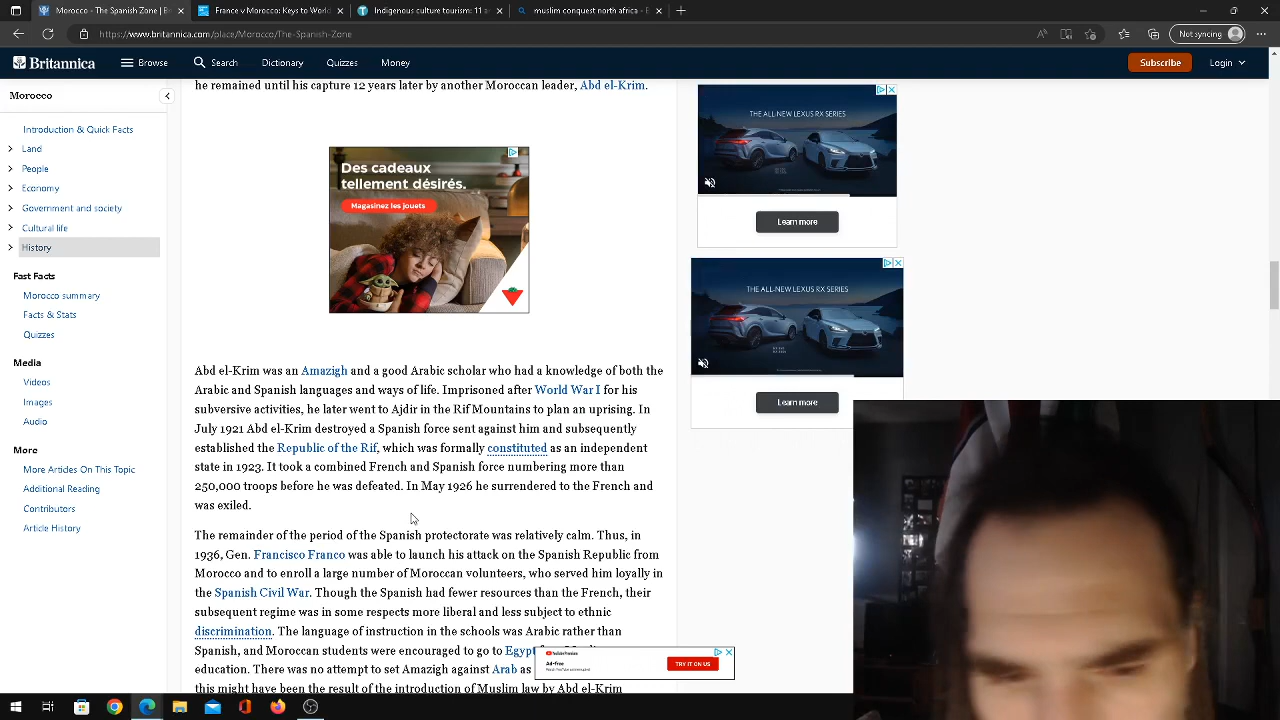 Morocco - The Spanish Zone | Br
France v Morocco: Keys to World
Indigenous culture tourism: 11 a
muslim conquest north africa - B
https://www.britannica.com/place/Morocco/The-Spanish-Zone
Not syncing
Britannica
Browse
Search
Dictionary
Quizzes
Money
Subscribe
Login
Morocco
Introduction & Quick Facts
Land
People
Economy
Government and society
Cultural life
History
Fast Facts
Morocco summary
Facts & Stats
Quizzes
Media
Videos
Images
Audio
More
More Articles On This Topic
Additional Reading
Contributors
Article History
he remained until his capture 12 years later by another Moroccan leader, Abd el-Krim.
Des cadeaux
tellement désirés.
Magasinez les jouets
Abd el-Krim was an Amazigh and a good Arabic scholar who had a knowledge of both the
Arabic and Spanish languages and ways of life. Imprisoned after World War I for his
subversive activities, he later went to Ajdir in the Rif Mountains to plan an uprising. In
July 1921 Abd el-Krim destroyed a Spanish force sent against him and subsequently
established the Republic of the Rif, which was formally constituted as an independent
state in 1923. It took a combined French and Spanish force numbering more than
250,000 troops before he was defeated. In May 1926 he surrendered to the French and
was exiled.
The remainder of the period of the Spanish protectorate was relatively calm. Thus, in
1936, Gen. Francisco Franco was able to launch his attack on the Spanish Republic from
Morocco and to enroll a large number of Moroccan volunteers, who served him loyally in
the Spanish Civil War. Though the Spanish had fewer resources than the French, their
subsequent regime was in some respects more liberal and less subject to ethnic
discrimination. The language of instruction in the schools was Arabic rather than
Spanish, and Moroccan students were encouraged to go to Egypt
education. There was no attempt to set Amazigh against Arab as
this might have been the result of the introduction of Muslim law by Abd el-Krim
THE ALL-NEW LEXUS RX SERIES
Learn more
THE ALL-NEW LEXUS RX SERIES
Learn more
YouTube Premium
Ad-free
TRY IT ON US